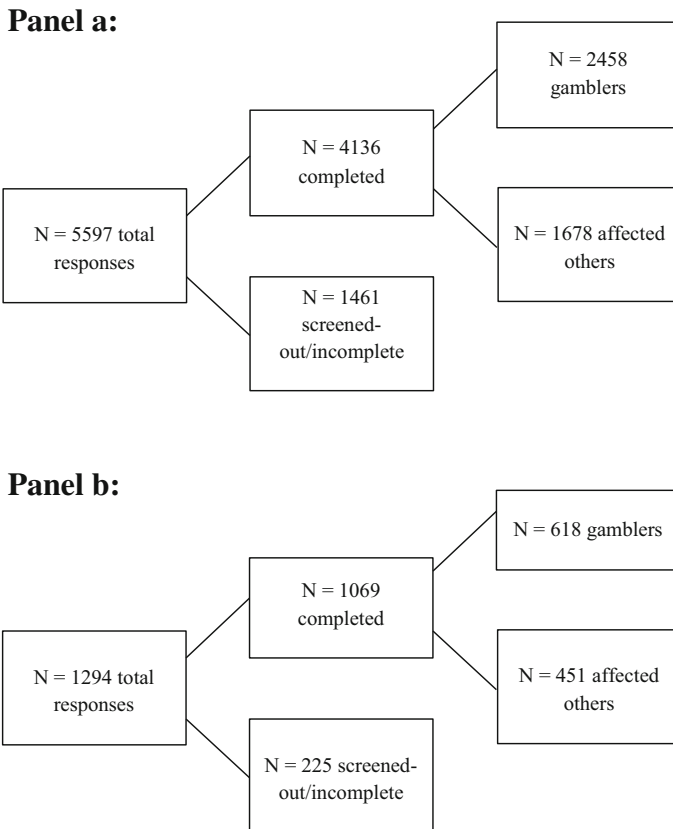 Panel a:
N = 2458
gamblers
N = 4136
completed
N = 5597 total
responses
N = 1678 affected
others
N = 1461
screened-
out/incomplete
Panel b:
N = 618 gamblers
N = 1069
completed
N = 1294 total
responses
N = 451 affected
others
N = 225 screened-
out/incomplete